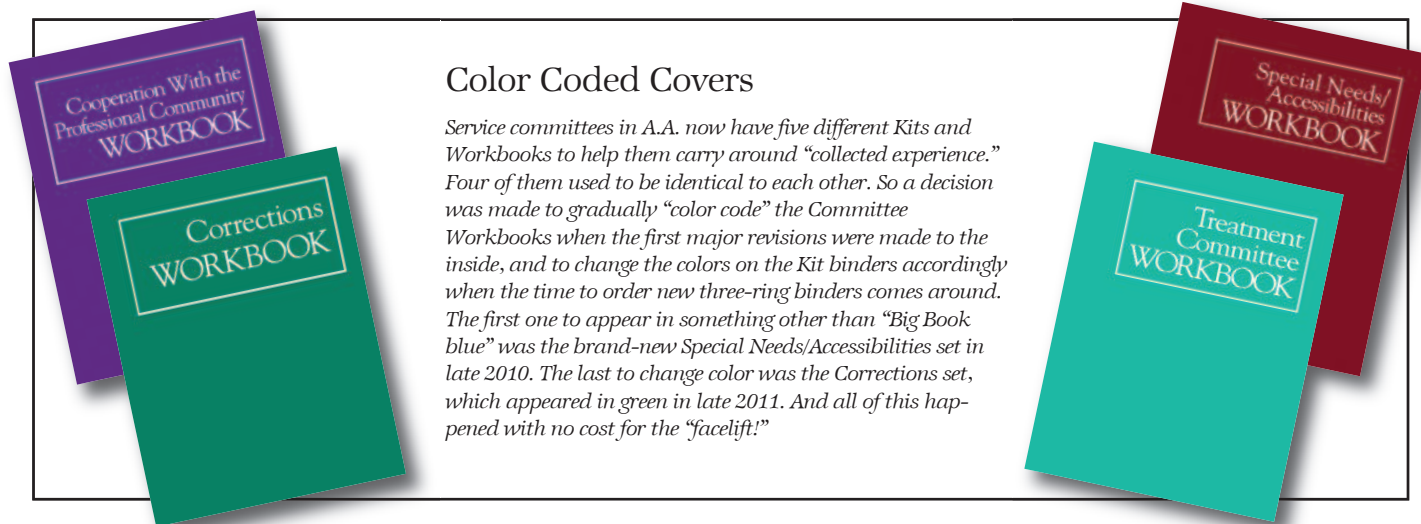 Cooperation With the
Professional Community
WORKBOOK
Corrections
WORKBOOK
Color Coded Covers
Service committees in A.A. now have five different Kits and
Workbooks to help them carry around “collected experience.”
Four of them used to be identical to each other. So a decision
was made to gradually “color code” the Committee
Workbooks when the first major revisions were made to the
inside, and to change the colors on the Kit binders accordingly
when the time to order new three-ring binders comes around.
The first one to appear in something other than “Big Book
blue” was the brand-new Special Needs/Accessibilities set in
late 2010. The last to change color was the Corrections set,
which appeared in green in late 2011. And all of this hap-
pened with no cost for the “facelift!”
Special Needs/
Accessibilities
WORKBOOK
Treatment
Committee
WORKBOOK